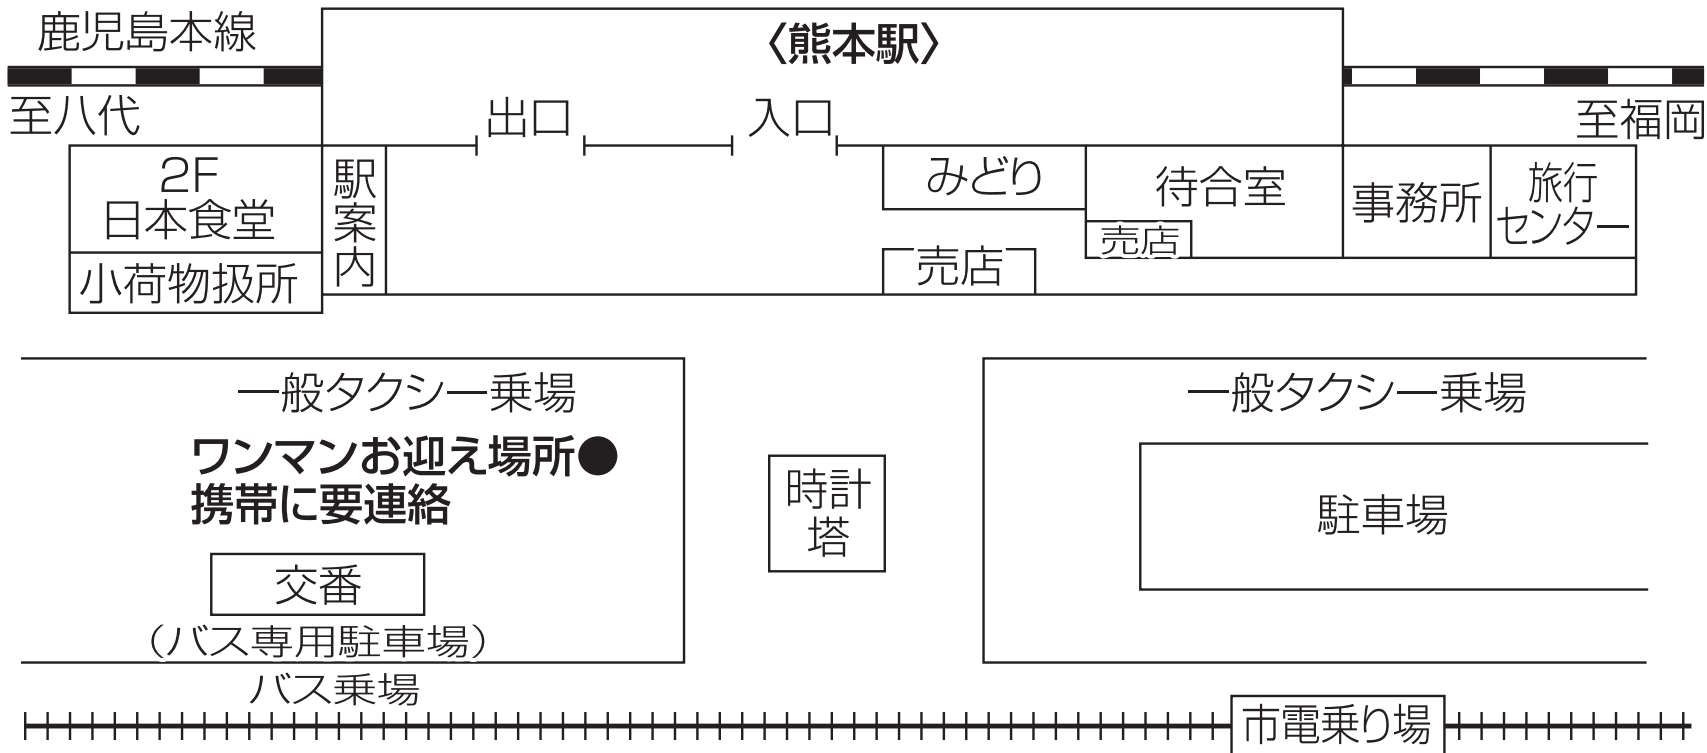 鹿児島本線
〈熊本駅〉
至八代
至福岡
出口
入口
2F
日本食堂
小荷物扱所
駅案内
みどり
売店
待合室
売店
事務所
旅行
センター
一般タクシー乗場
ワンマンお迎え場所●
携帯に要連絡
交番
(バス専用駐車場)
バス乗場
時計
塔
一般タクシー乗場
駐車場
市電乗り場